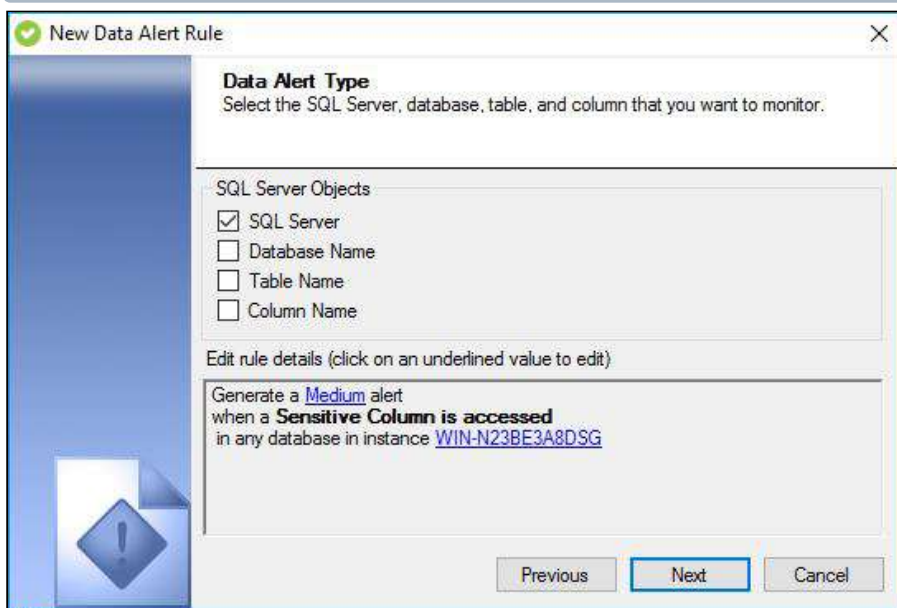 New Data Alert Rule
Data Alert Type
Select the SQL Server, database, table, and column that you want to monitor.
SQL Server Objects
SQL Server
Database Name
Table Name
Column Name
Edit rule details (click on an underlined value to edit)
Generate a Medium alert
when a Sensitive Column is accessed
in any database in instance WIN-N23BE3A8DSG
Previous Next Cancel